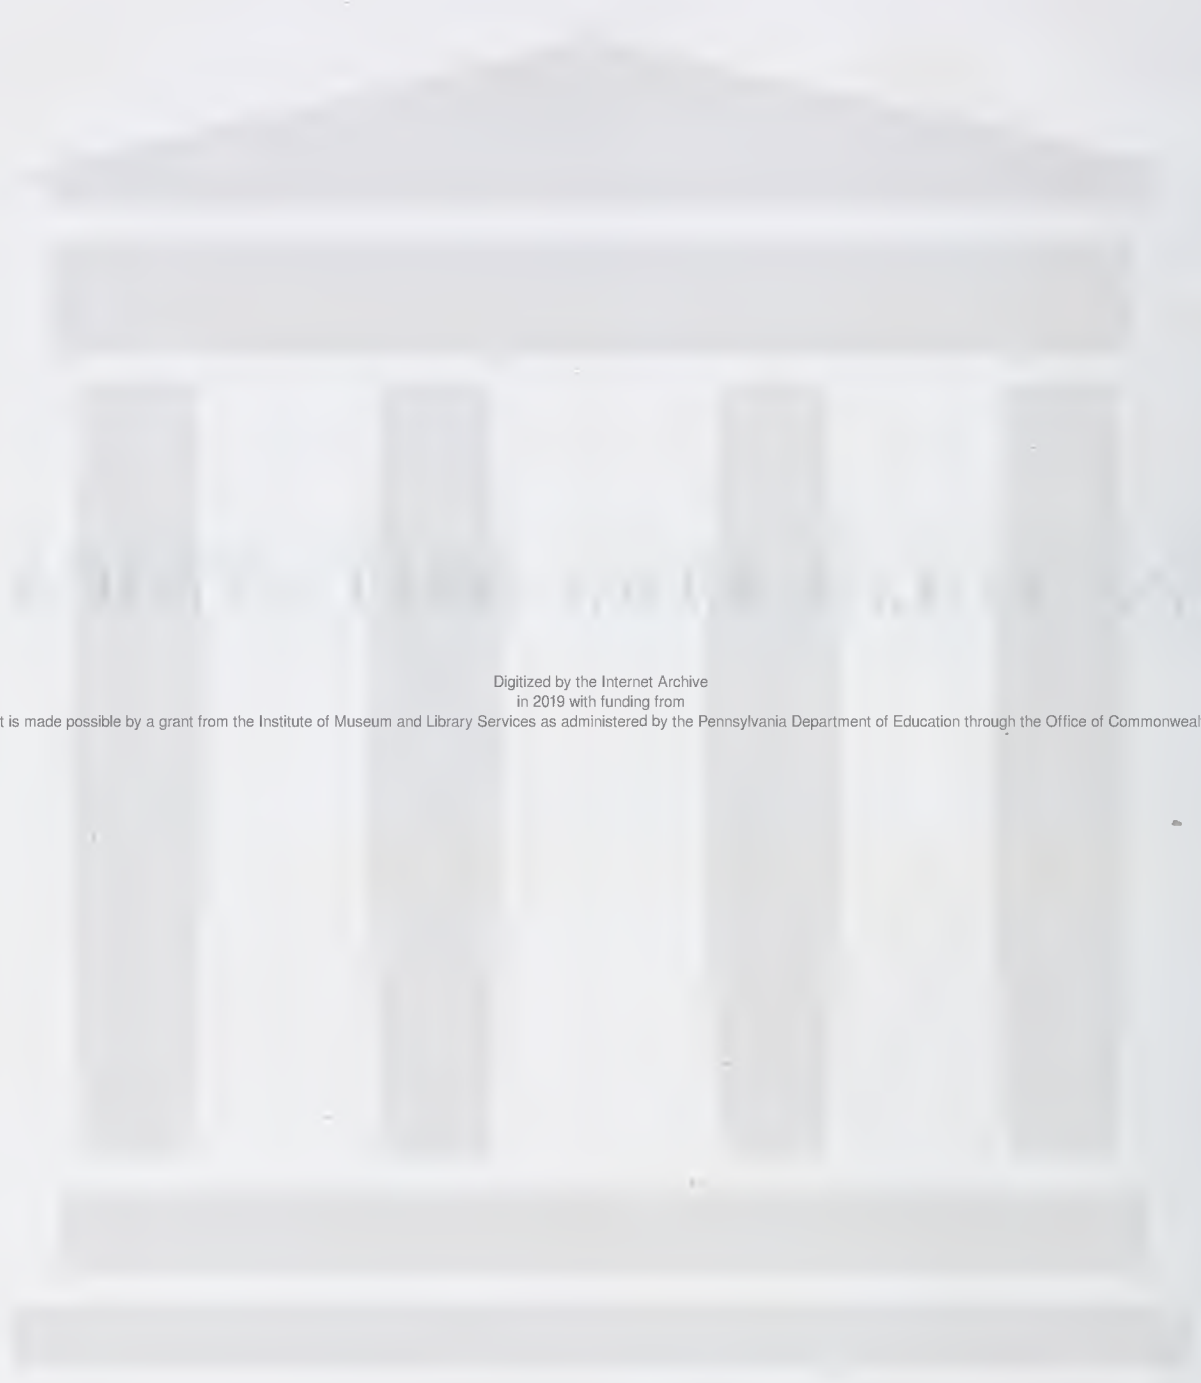 Digitized by the Internet Archive
in 2019 with funding from
t is made possible by a grant from the Institute of Museum and Library Services as administered by the Pennsylvania Department of Education through the Office of Commonweal